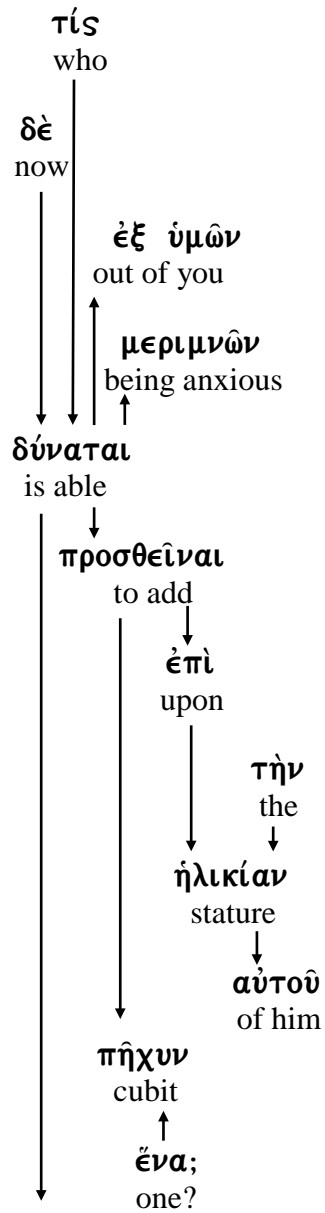 τίς
who
δὲ
now
ἐξ ὑμῶν
out of you
μεριμνῶν
being anxious
δύναται
is able
προσθεῖναι
to add
ἐπὶ
upon
τὴν
the
ἡλικίαν
stature
αὐτοῦ
of him
πῆχυν
cubit
ἕνα;
one?